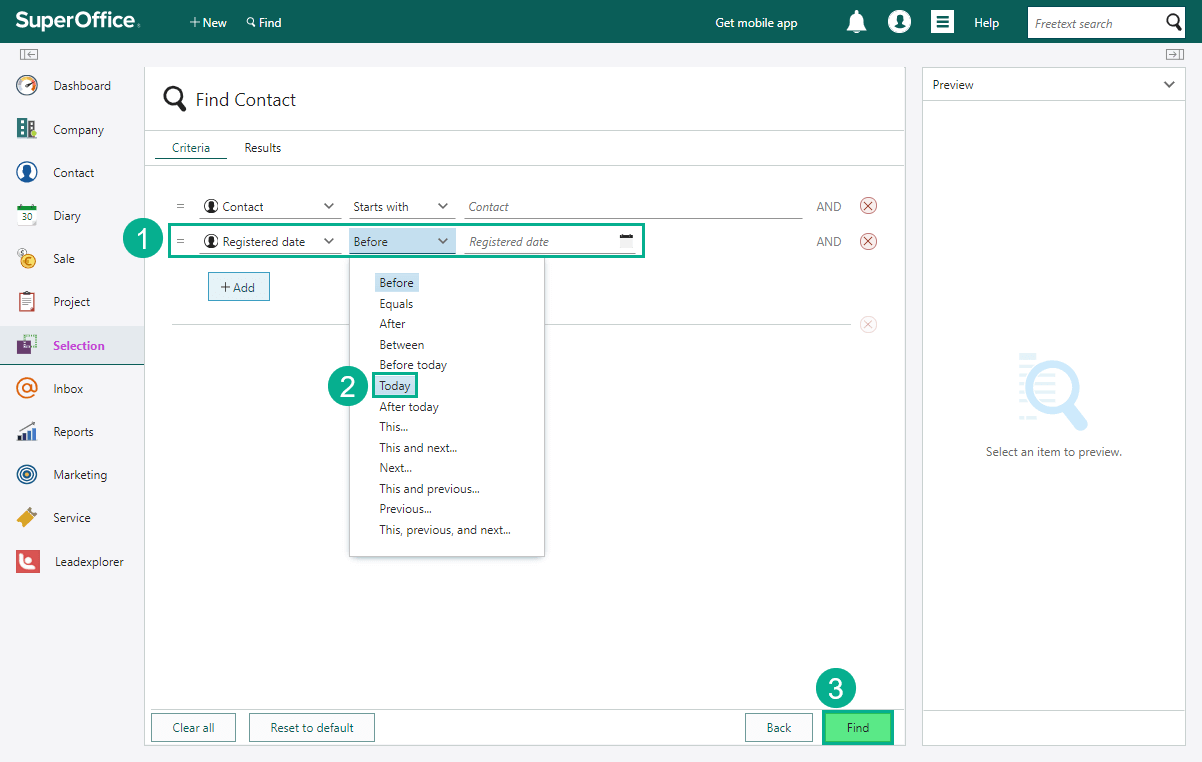 SuperOffice.
+ New
Find
Get mobile app
Help
Freetext search
Dashboard
Company
Contact
30
Diary
Sale
Project
Selection
Inbox
Reports
Marketing
Service
Leadexplorer
Find Contact
Criteria
Results
= Contact Starts with Contact AND
1
= Registered date Before Registered date AND
+ Add
Before
Equals
After
Between
Before today
2
Today
After today
This...
This and next...
Next...
This and previous...
Previous...
This, previous, and next...
3
Clear all
Reset to default
Back
Find
Preview
Select an item to preview.